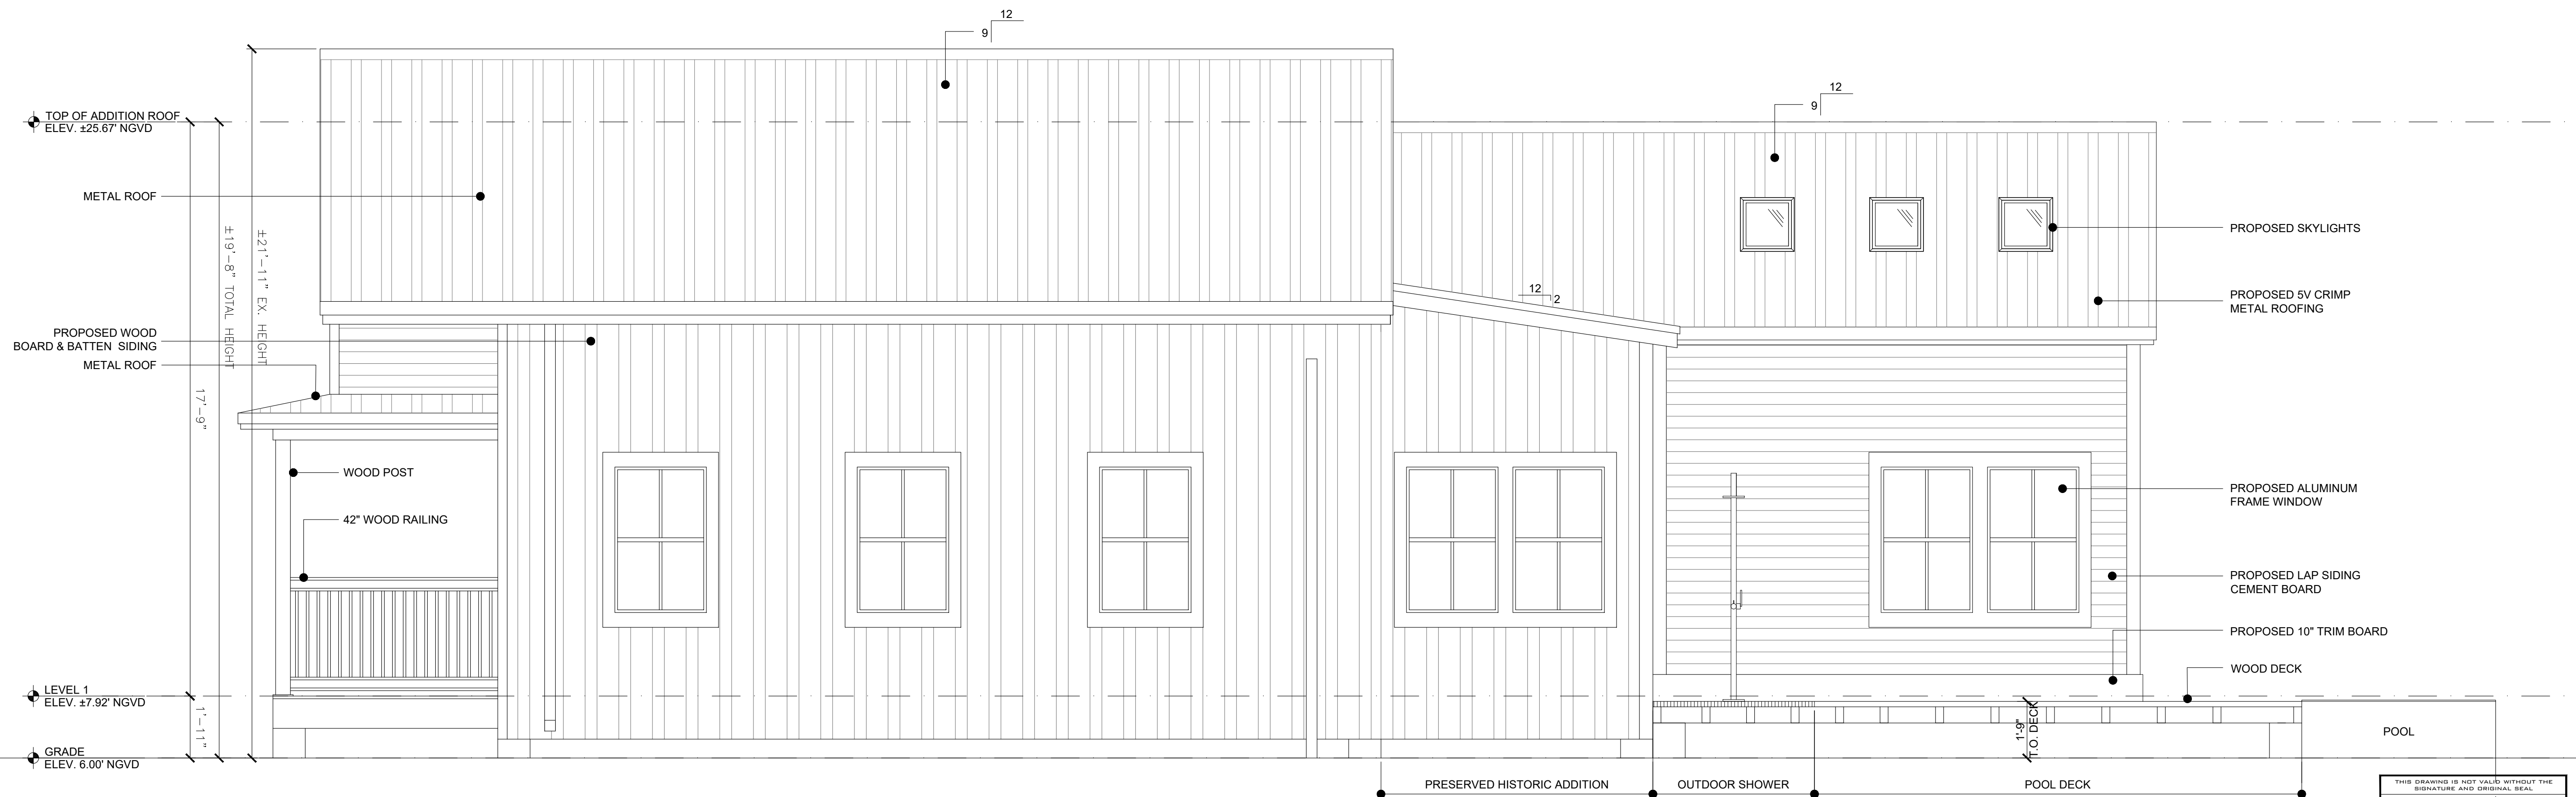 12
9
12
9
TOP OF ADDITION ROOF
ELEV. ±25.67' NGVD
METAL ROOF
±21'-11" EX. HEIGHT
±19'-8" TOTAL HEIGHT
PROPOSED SKYLIGHTS
12
2
PROPOSED 5V CRIMP
METAL ROOFING
PROPOSED WOOD
BOARD & BATTEN SIDING
METAL ROOF
17'-9"
WOOD POST
PROPOSED ALUMINUM
FRAME WINDOW
42" WOOD RAILING
PROPOSED LAP SIDING
CEMENT BOARD
PROPOSED 10" TRIM BOARD
WOOD DECK
LEVEL 1
ELEV. ±7.92' NGVD
1'-11"
1'-9"
T.O. DECK
POOL
GRADE
ELEV. 6.00' NGVD
PRESERVED HISTORIC ADDITION
OUTDOOR SHOWER
POOL DECK
THIS DRAWING IS NOT VALID WITHOUT THE
SIGNATURE AND ORIGINAL SEAL